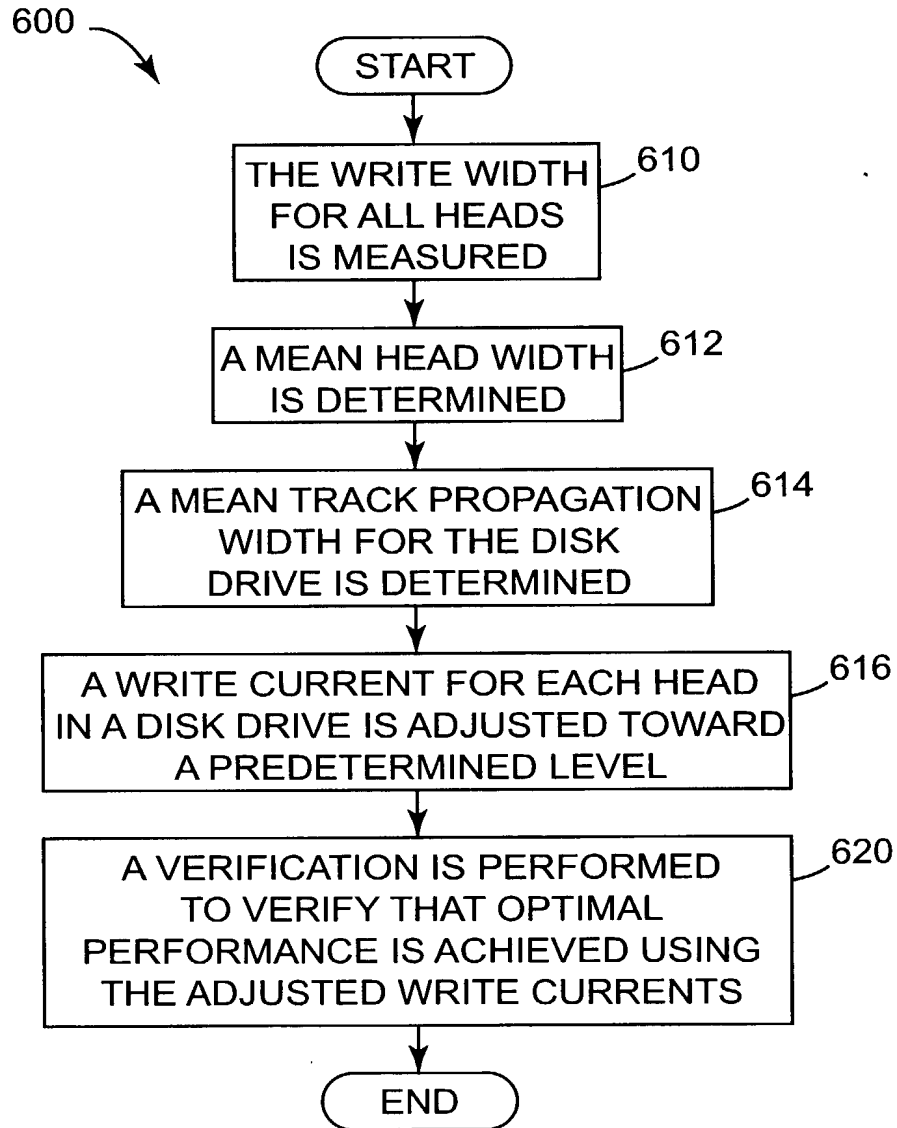 600
START
THE WRITE WIDTH
FOR ALL HEADS
IS MEASURED
610
A MEAN HEAD WIDTH
IS DETERMINED
612
A MEAN TRACK PROPAGATION
WIDTH FOR THE DISK
DRIVE IS DETERMINED
614
A WRITE CURRENT FOR EACH HEAD
IN A DISK DRIVE IS ADJUSTED TOWARD
A PREDETERMINED LEVEL
616
A VERIFICATION IS PERFORMED
TO VERIFY THAT OPTIMAL
PERFORMANCE IS ACHIEVED USING
THE ADJUSTED WRITE CURRENTS
620
END